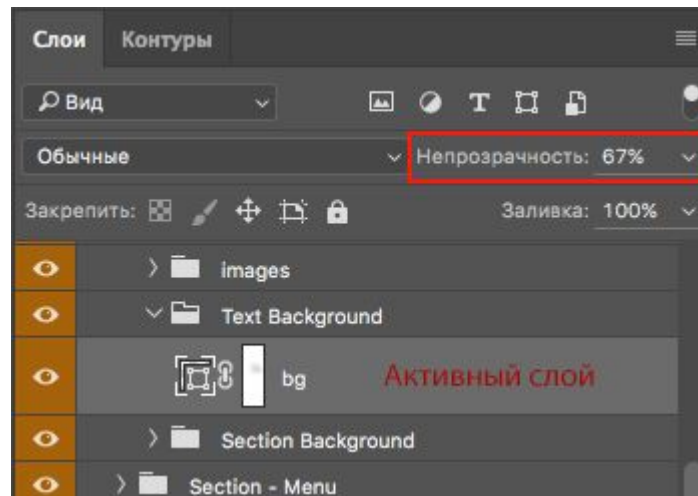 Слои Контуры
Вид T
Обычные Непрозрачность: 67%
Закрепить: Заливка: 100%
images
Text Background
bg Активный слой
Section Background
Section - Menu